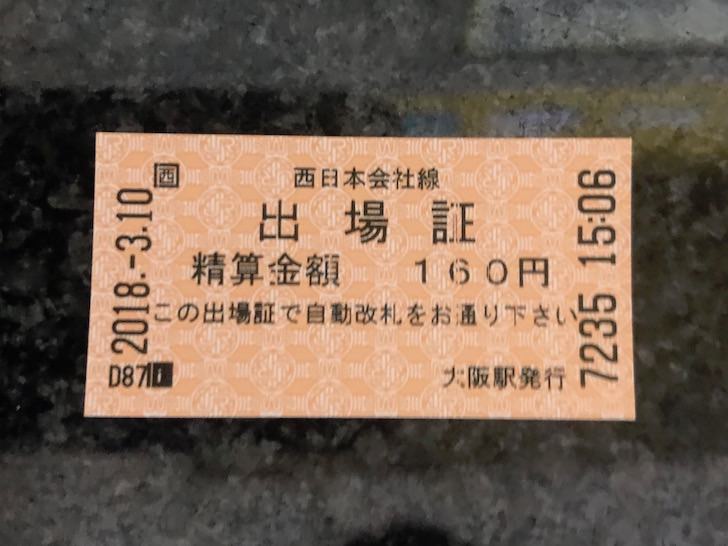 西 西日本会社線
出場証
精算金額 160円
この出場証で自動改札をお通り下さい
D87 大阪駅発行
2018.-3.10
7235 15:06